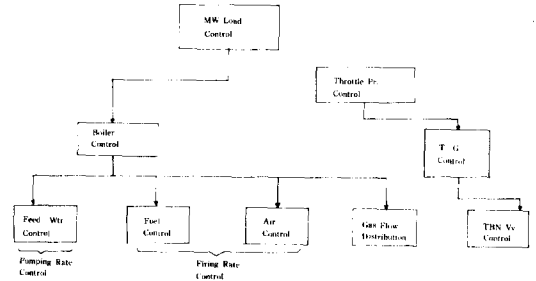 MW Load
Control
Throttle Pr.
Control
Boiler
Control
T G
Control
Feed Wtr
Control
Fuel
Control
Air
Control
Gas Flow
Distribution
TBN Vv
Control
Pumping Rate
Control
Firing Rate
Control